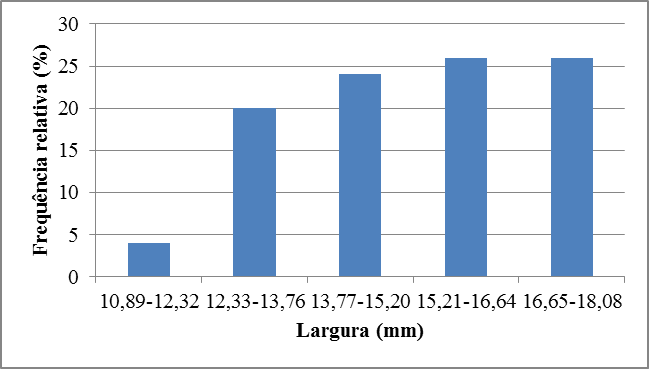 Frequência relativa (%)
30
25
20
15
10
5
0
10,89-12,32 12,33-13,76 13,77-15,20 15,21-16,64 16,65-18,08
Largura (mm)